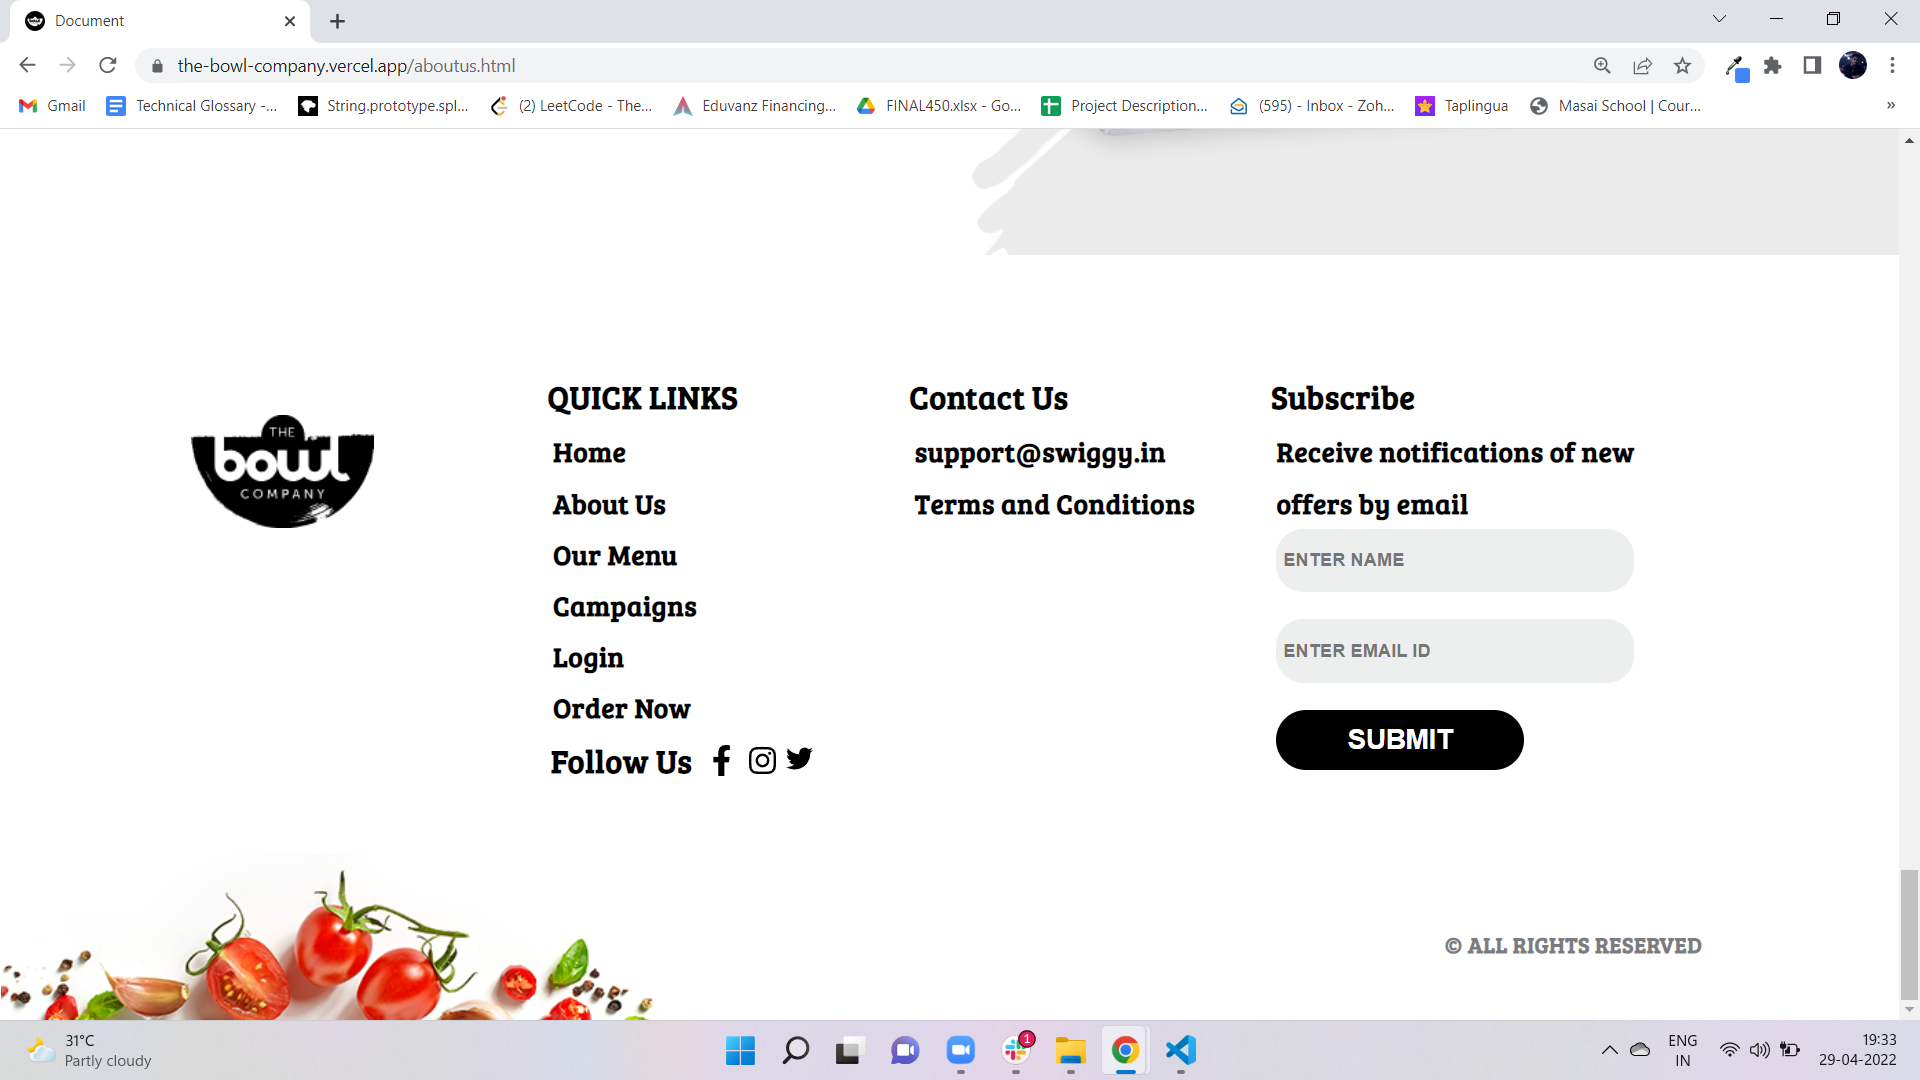 Document
the-bowl-company.vercel.app/aboutus.html
Gmail
Technical Glossary -...
String.prototype.spl...
(2) LeetCode - The...
Eduvanz Financing...
FINAL450.xlsx - Go...
Project Description...
(595) - Inbox - Zoh...
Taplingua
Masai School | Cour...
»
THE
bowl
COMPANY
QUICK LINKS
Home
About Us
Our Menu
Campaigns
Login
Order Now
Follow Us
Contact Us
support@swiggy.in
Terms and Conditions
Subscribe
Receive notifications of new
offers by email
ENTER NAME
ENTER EMAIL ID
SUBMIT
© ALL RIGHTS RESERVED
31°C
Partly cloudy
1
ENG
IN
19:33
29-04-2022